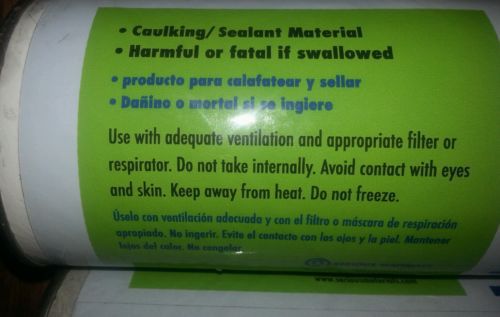 • Caulking/Sealant Material
• Harmful or fatal if swallowed
• producto para calafatear y sellar
• Dañino o mortal si se ingiere
Use with adequate ventilation and appropriate filter or
respirator. Do not take internally. Avoid contact with eyes
and skin. Keep away from heat. Do not freeze.
Úselo con ventilación adecuada y con el filtro o máscara de respiración
apropiado. No ingerir. Evite el contacto con los ojos y la piel. Mantener
lejos del calor. No congelar.